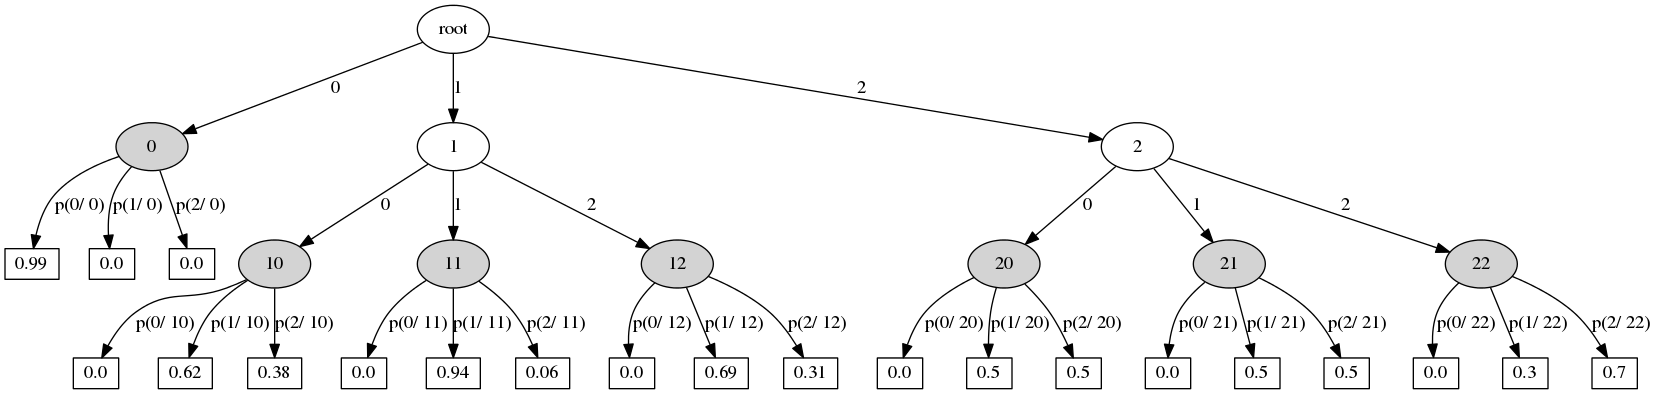 root
0 1 2
0 1 2
0 1 2 0 1 2
p(0/ 0) p(1/ 0) p(2/ 0)
0.99 0.0 0.0 10 11 12 20 21 22
p(0/ 10) p(1/ 10) p(2/ 10) p(0/ 11) p(1/ 11) p(2/ 11) p(0/ 12) p(1/ 12) p(2/ 12) p(0/ 20) p(1/ 20) p(2/ 20) p(0/ 21) p(1/ 21) p(2/ 21) p(0/ 22) p(1/ 22) p(2/ 22)
0.0 0.62 0.38 0.0 0.94 0.06 0.0 0.69 0.31 0.0 0.5 0.5 0.0 0.5 0.5 0.0 0.3 0.7